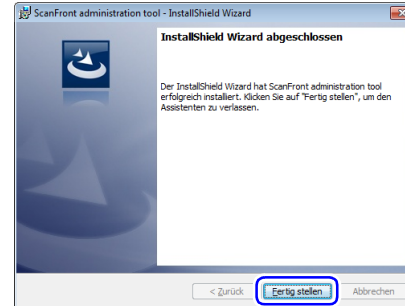 ScanFront administration tool - InstallShield Wizard
InstallShield Wizard abgeschlossen
Der InstallShield Wizard hat ScanFront administration tool
erfolgreich installiert. Klicken Sie auf "Fertig stellen", um den
Assistenten zu verlassen.
< Zurück Fertig stellen Abbrechen